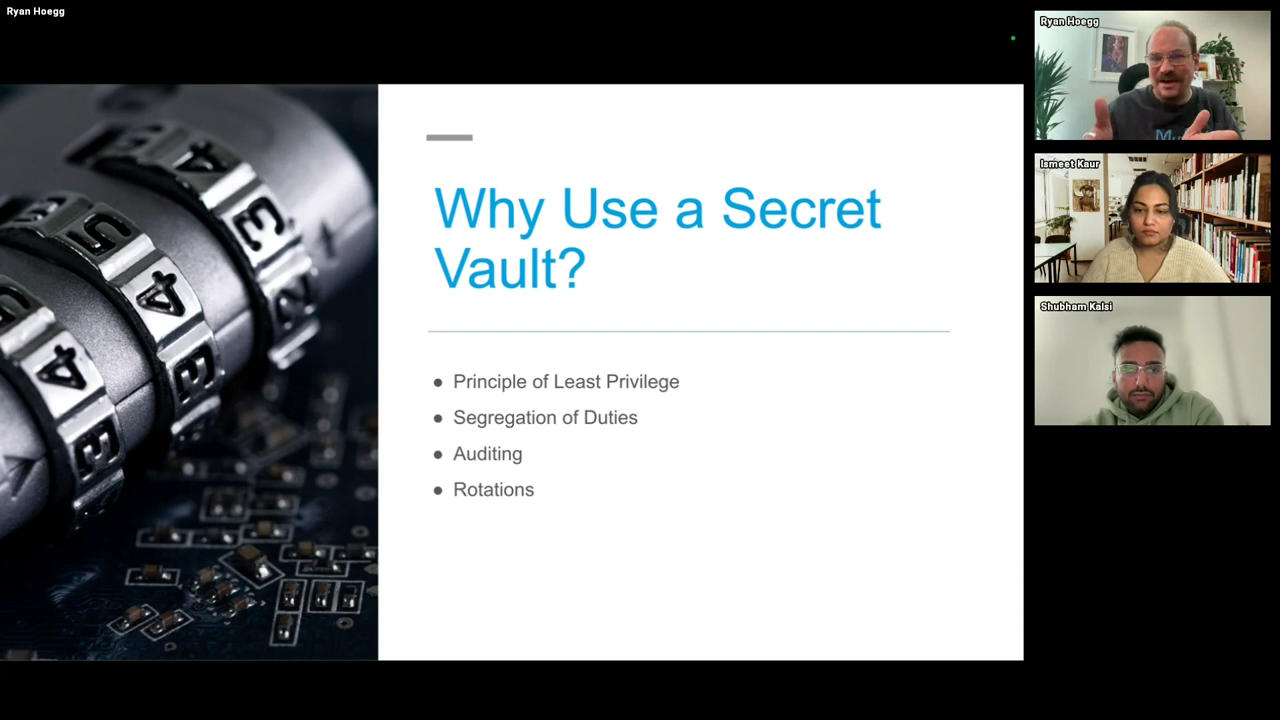 Ryan Hoegg
Why Use a Secret
Vault?
● Principle of Least Privilege
● Segregation of Duties
● Auditing
● Rotations
Ryan Hoegg
Ismeet Kaur
Shubham Kalsi